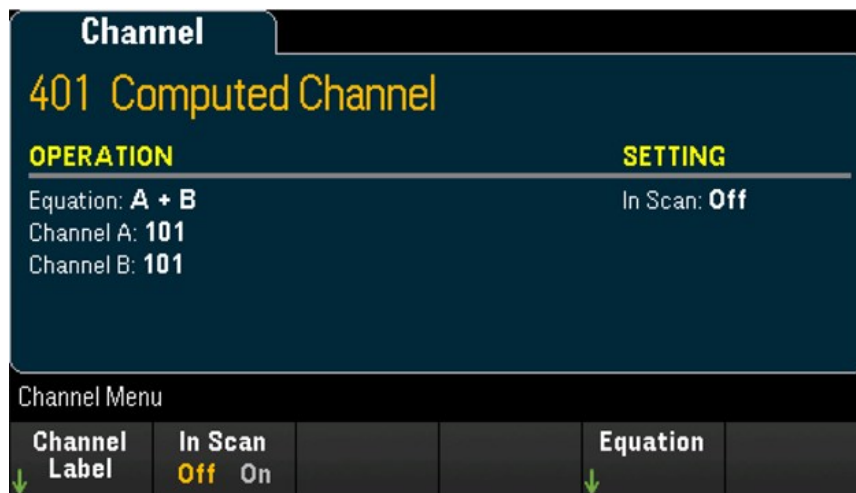 Channel
401 Computed Channel
OPERATION
SETTING
Equation: A + B
In Scan: Off
Channel A: 101
Channel B: 101
Channel Menu
Channel Label
In Scan
Off On
Equation